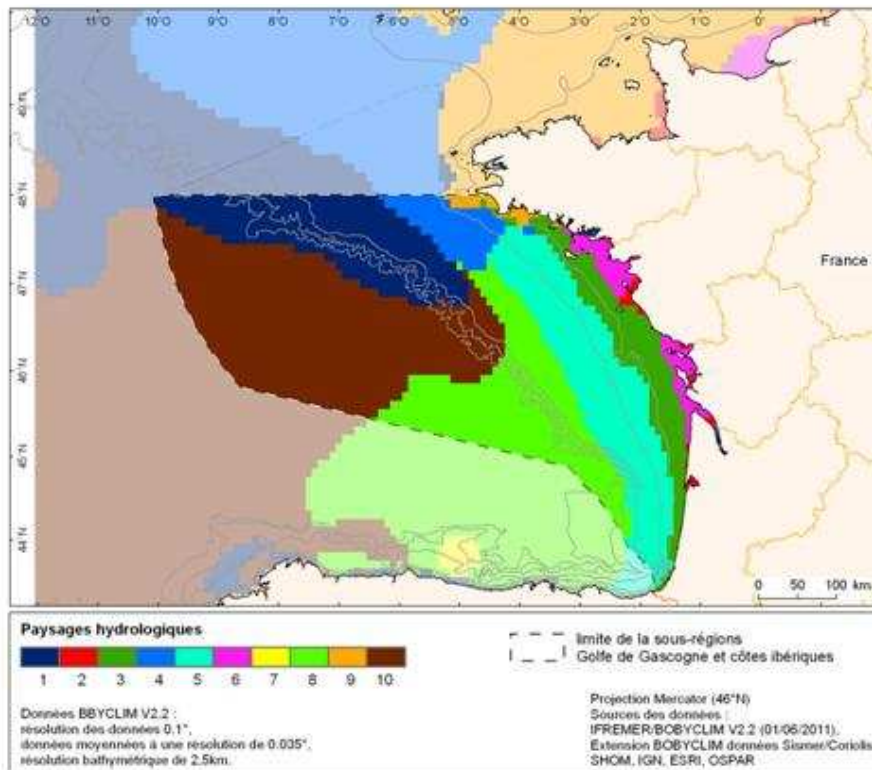 12°O 11°O 10°O 9°O 8°O 7°O 6°O 5°O 4°O 3°O 2°O 1°O 0° 1°E
49°N
48°N
47°N
46°N
45°N
44°N
France
0 50 100 km
Paysages hydrologiques
1 2 3 4 5 6 7 8 9 10
limite de la sous-régions
Golfe de Gascogne et côtes ibériques
Données BBYCLIM V2.2 :
résolution des données 0.1°,
données moyennées à une résolution de 0.035°,
résolution bathymétrique de 2.5km.
Projection Mercator (46°N)
Sources des données :
IFREMER/BOBYCLIM V2.2 (01/06/2011),
Extension BOBYCLIM données Sismer/Coriolis
SHOM, IGN, ESRI, OSPAR